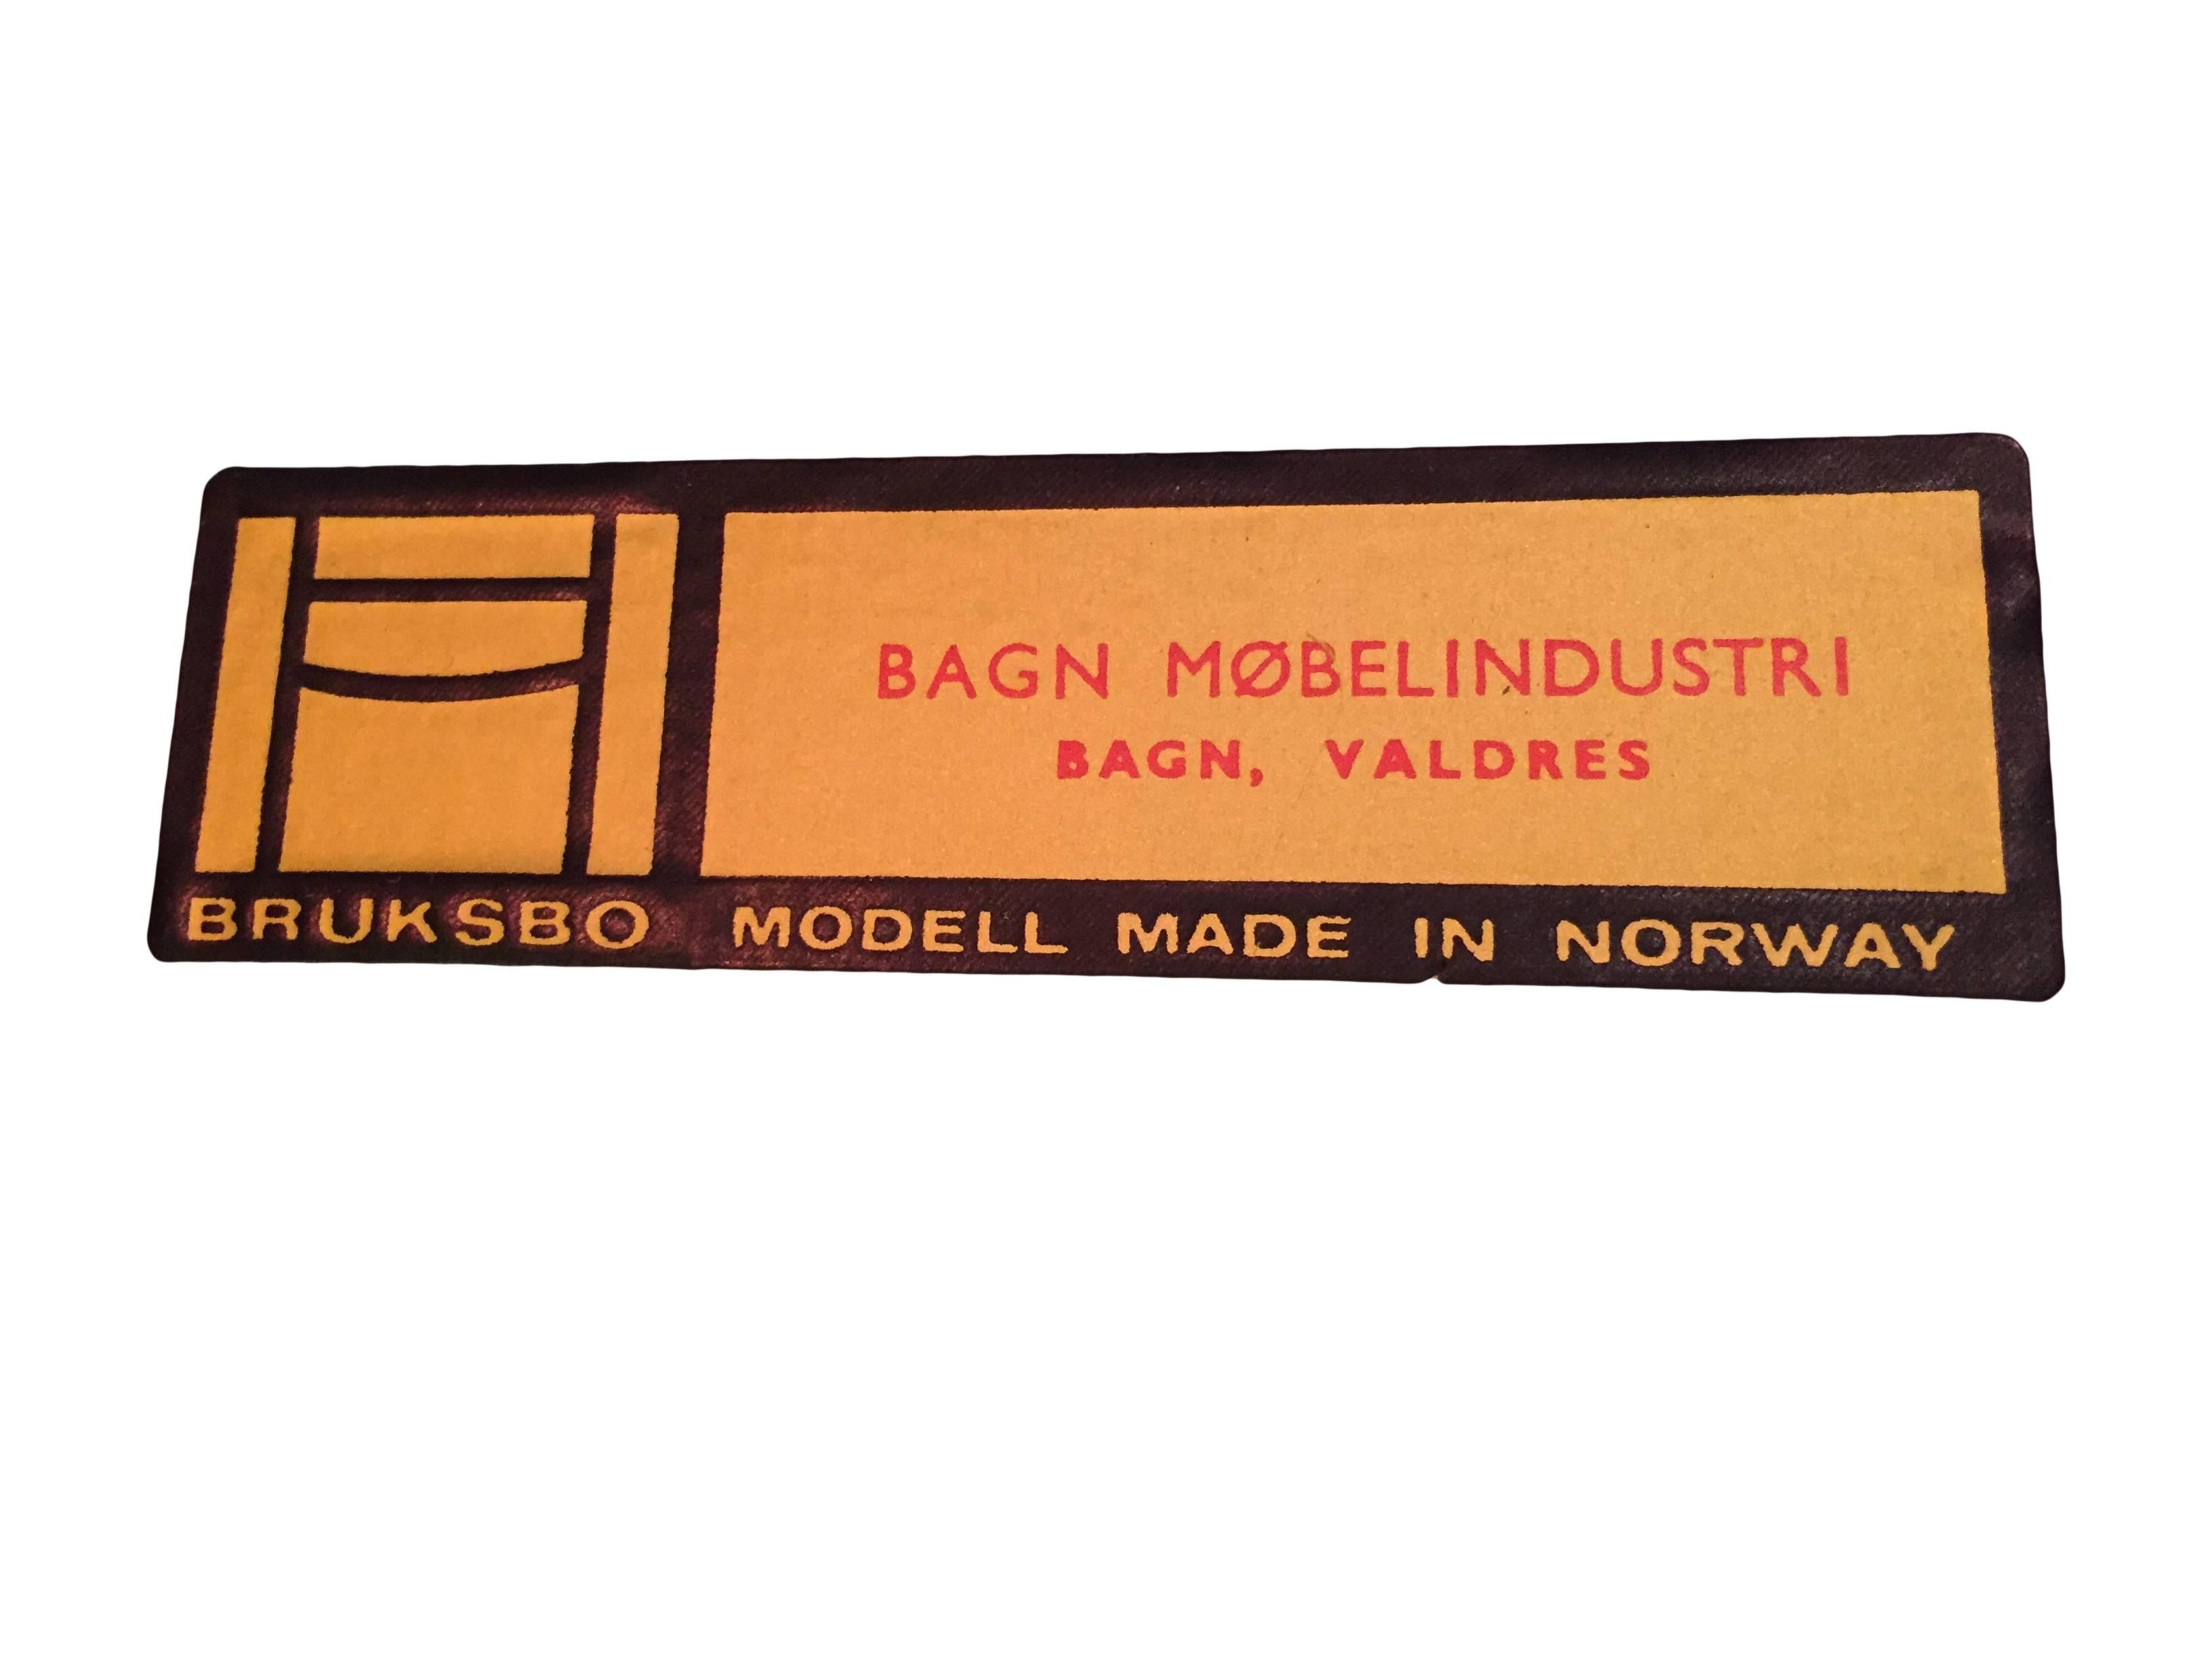 BAGN MØBELINDUSTRI
BAGN, VALDRES
BRUKSBO MODELL MADE IN NORWAY